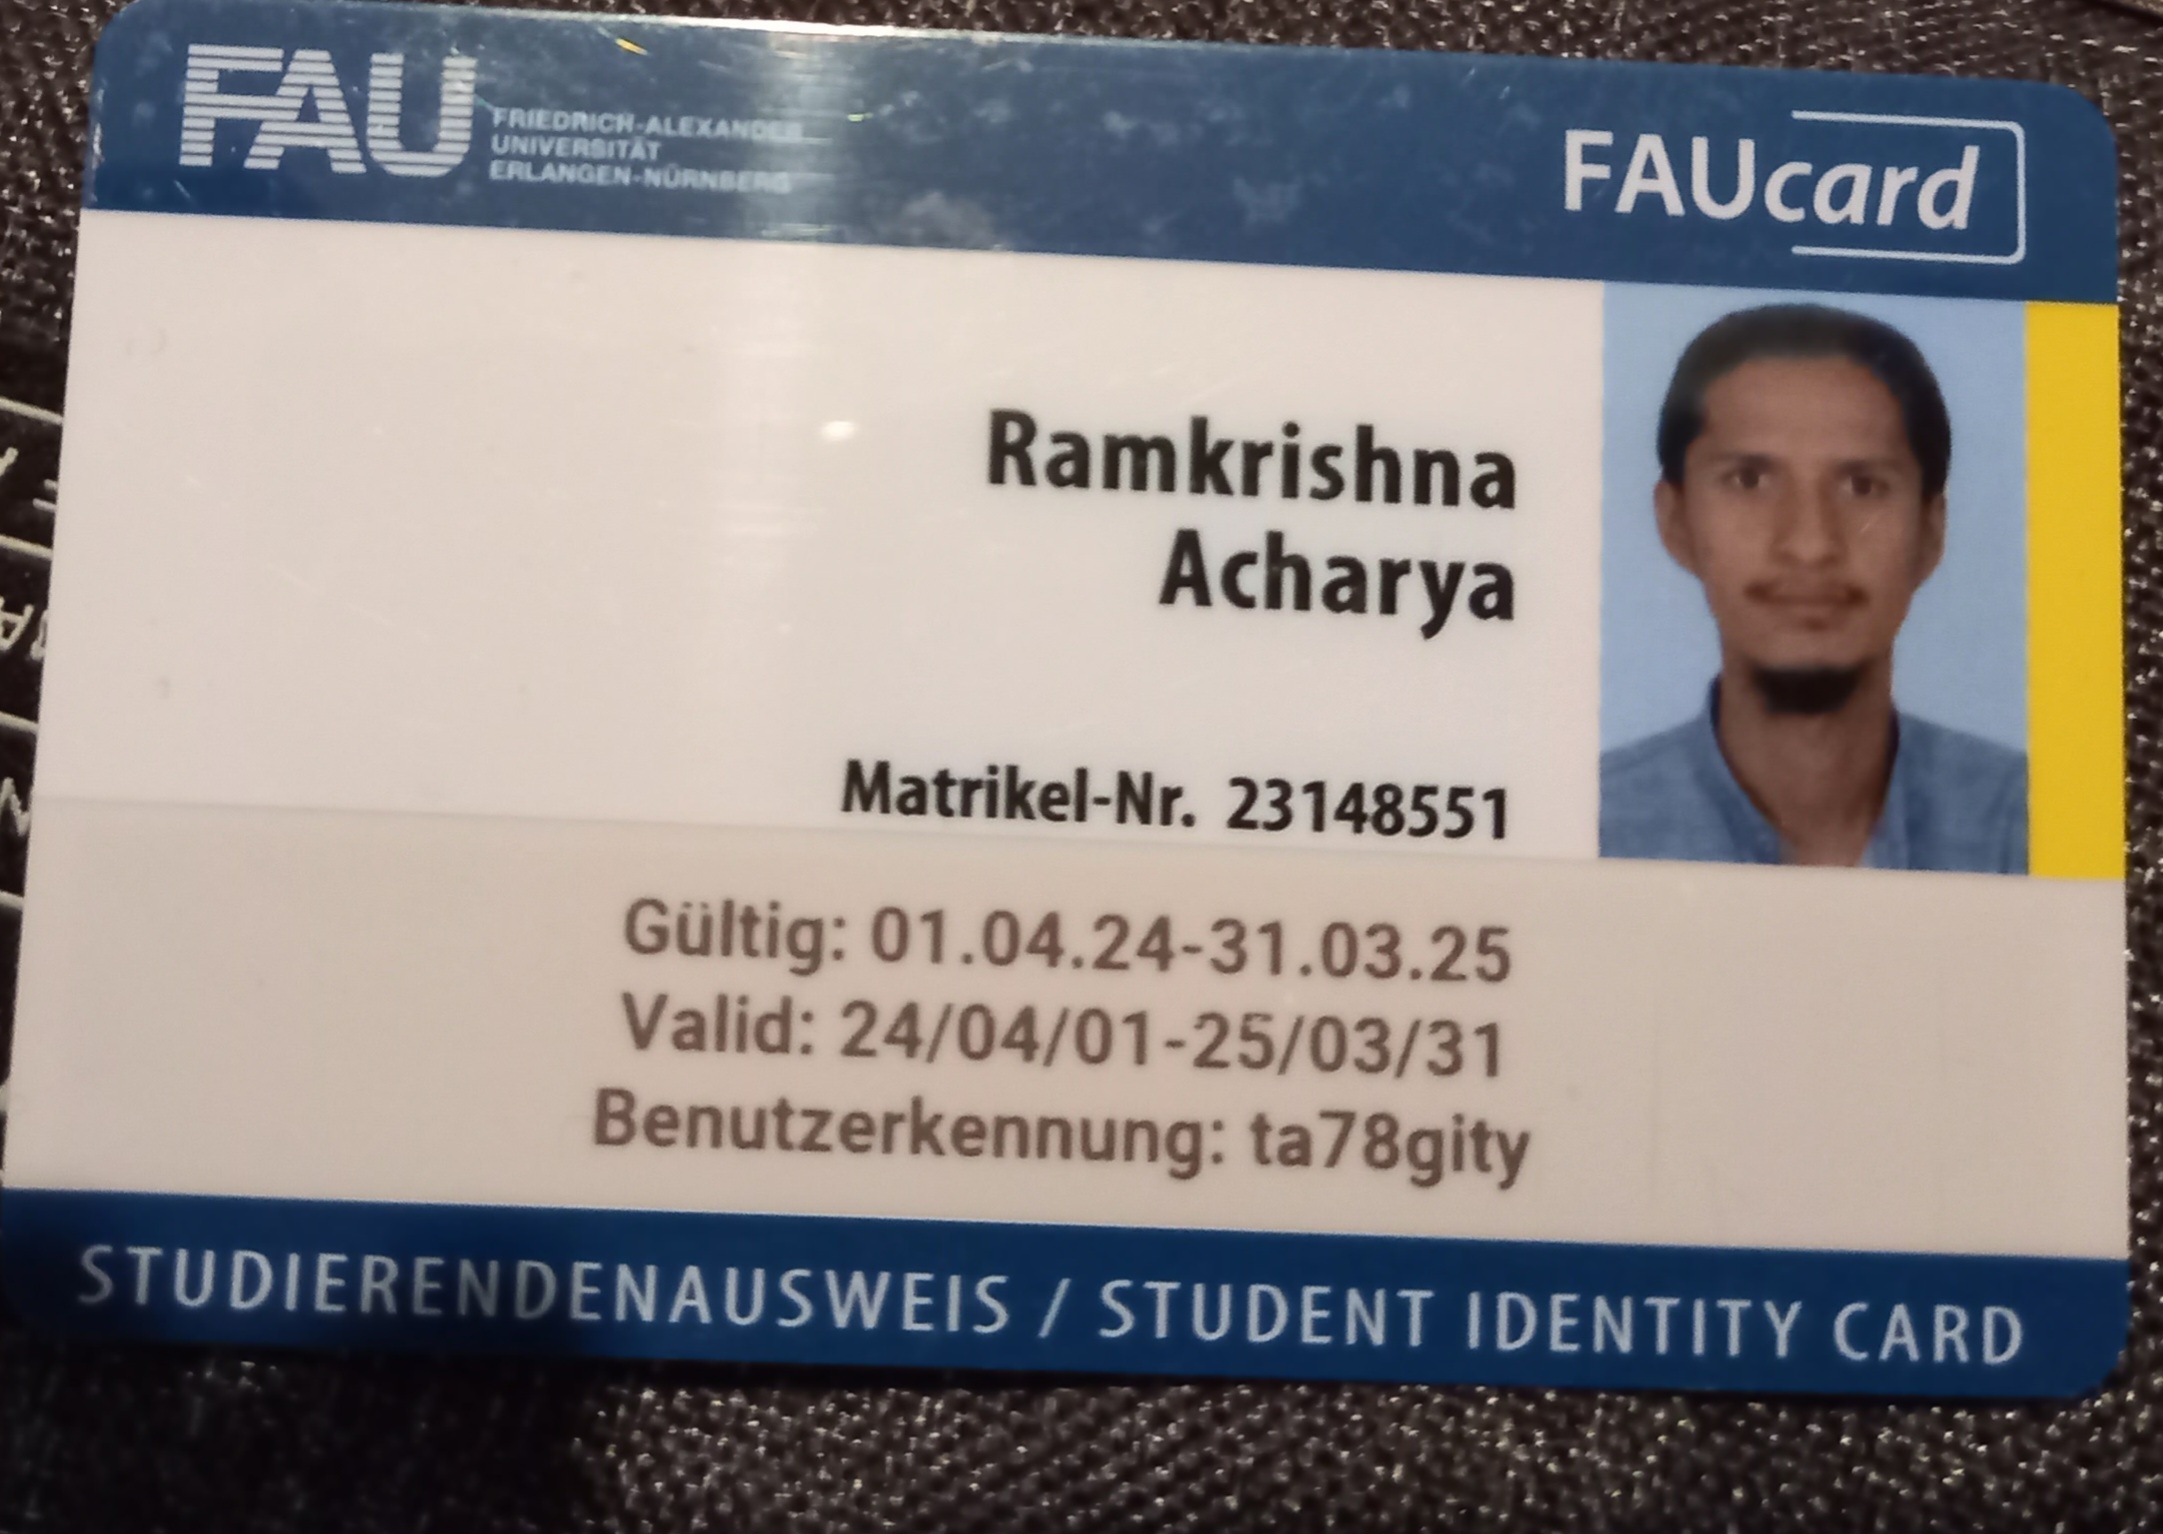 FAU
FRIEDRICH-ALEXANDER
UNIVERSITÄT
ERLANGEN-NÜRNBERG
FAUcard
Ramkrishna
Acharya
Matrikel-Nr. 23148551
Gültig: 01.04.24-31.03.25
Valid: 24/04/01-25/03/31
Benutzerkennung: ta78gity
STUDIERENDENAUSWEIS / STUDENT IDENTITY CARD